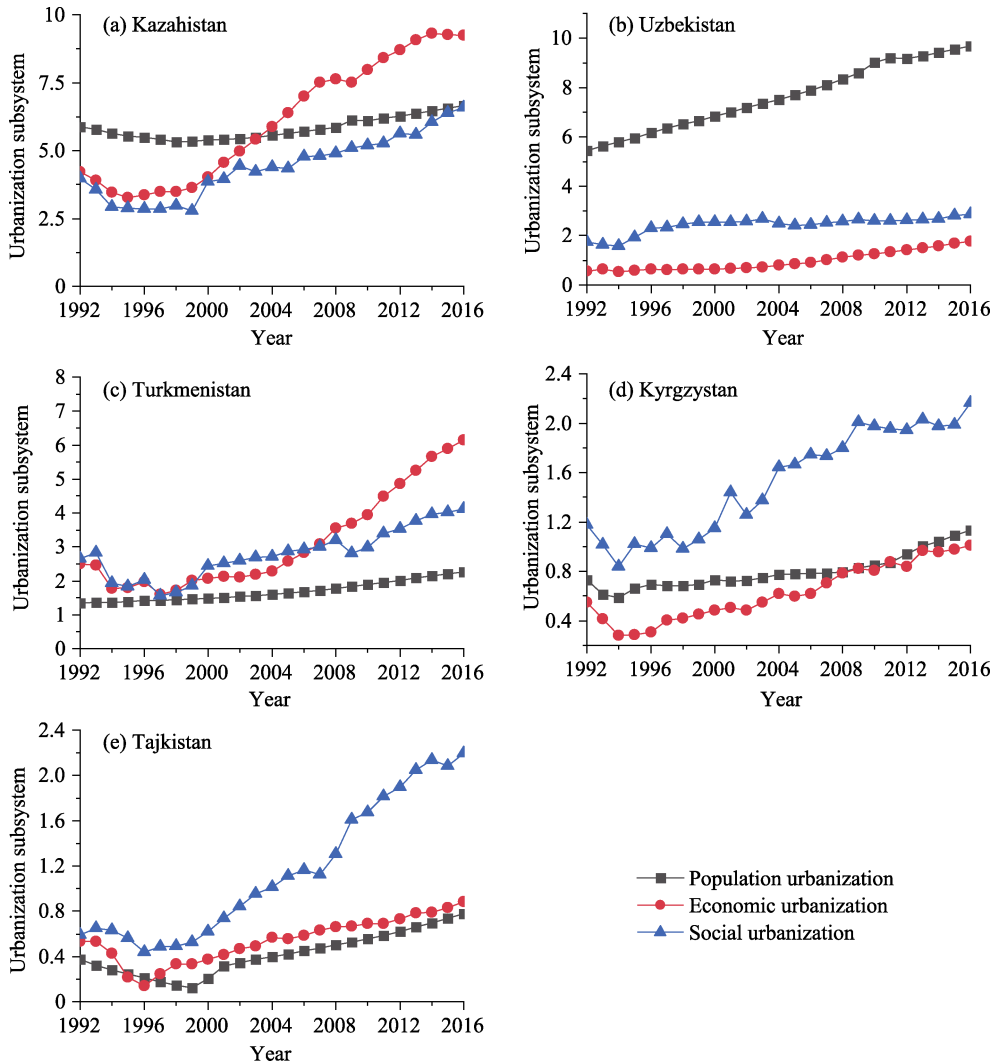 (a) Kazahistan
Urbanization subsystem
10
7.5
5.0
2.5
0
1992 1996 2000 2004 2008 2012 2016
Year
(b) Uzbekistan
Urbanization subsystem
10
8
6
4
2
0
1992 1996 2000 2004 2008 2012 2016
Year
(c) Turkmenistan
Urbanization subsystem
8
7
6
5
4
3
2
1
0
1992 1996 2000 2004 2008 2012 2016
Year
(d) Kyrgzystan
Urbanization subsystem
2.4
2.0
1.6
1.2
0.8
0.4
1992 1996 2000 2004 2008 2012 2016
Year
(e) Tajkistan
Urbanization subsystem
2.4
2.0
1.6
1.2
0.8
0.4
0
1992 1996 2000 2004 2008 2012 2016
Year
Population urbanization
Economic urbanization
Social urbanization